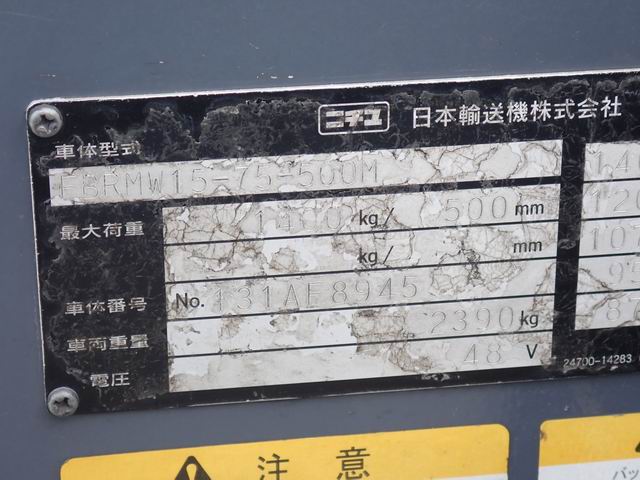 ニチユ 日本輸送機株式会社
車体型式
FBRMW15-75-500M
最大荷重 1400 kg/ 500 mm
kg/ mm
車体番号 No. 131AE8945
車両重量 2390 kg
電圧 48 V
24700-14283
注 意